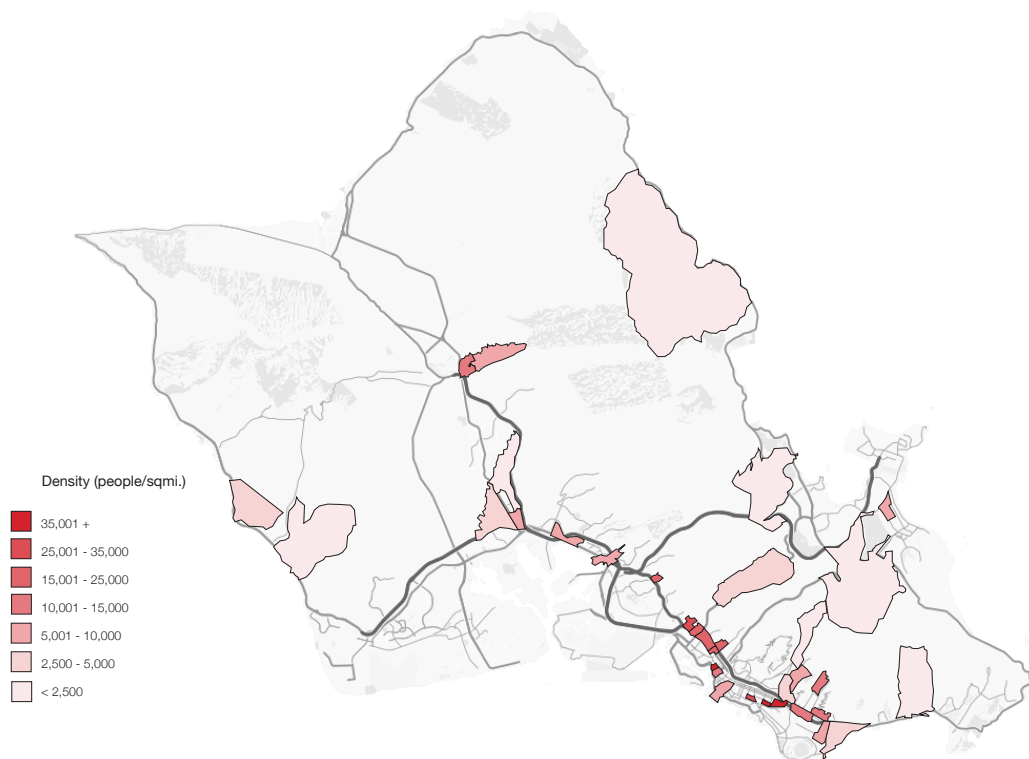 Density (people/sqmi.)
35,001 +
25,001 - 35,000
15,001 - 25,000
10,001 - 15,000
5,001 - 10,000
2,500 - 5,000
< 2,500